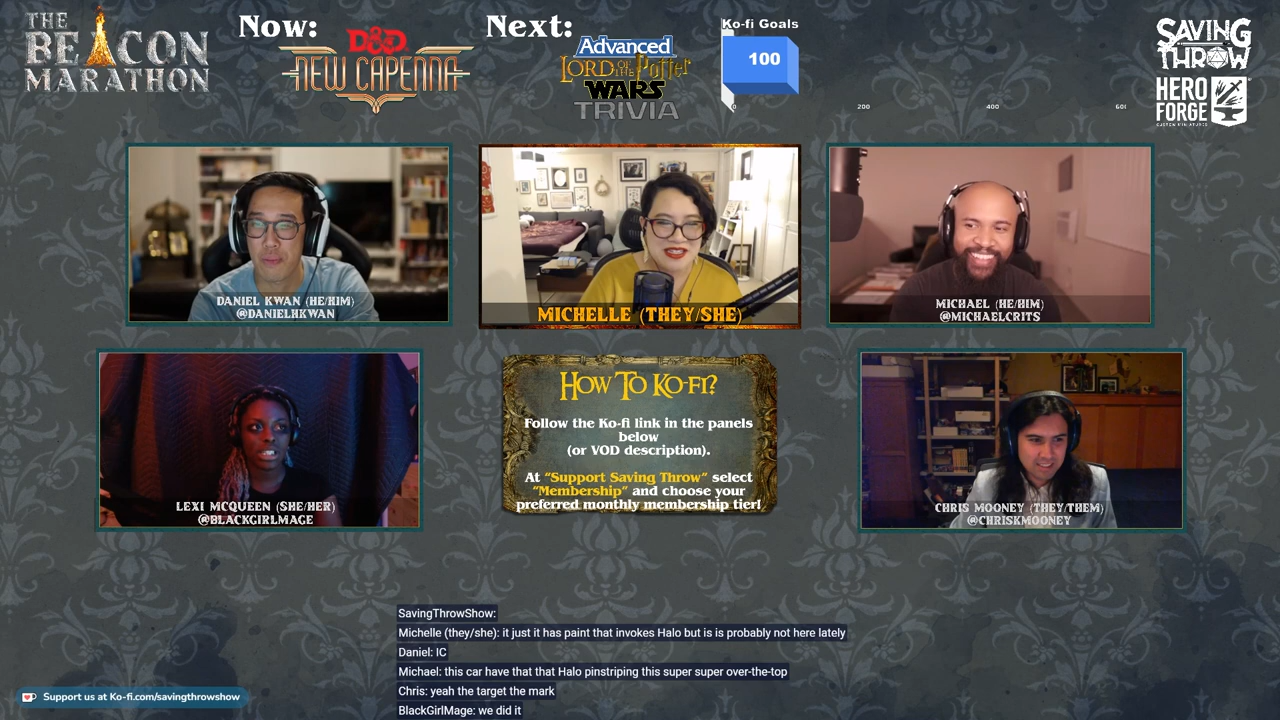 THE
BEACON
MARATHON
Now:
D&D
NEW CAPENNA
Next:
Advanced
LORD OF THE Potter
WARS
TRIVIA
Ko-fi Goals
100
0
200
400
600
SAVING
THROW
HERO
FORGE
CUSTOM MINIATURES
DANIEL KWAN (HE/HIM)
@DANIELHKWAN
MICHELLE (THEY/SHE)
MICHAEL (HE/HIM)
@MICHAELCRITS
LEXI MCQUEEN (SHE/HER)
@BLACKGIRLMAGE
HOW TO KO-FI?
Follow the Ko-fi link in the panels
below
(or VOD description).
At "Support Saving Throw" select
"Membership" and choose your
preferred monthly membership tier!
CHRIS MOONEY (THEY/THEM)
@CHRISKMOONEY
SavingThrowShow:
Michelle (they/she): it just it has paint that invokes Halo but is is probably not here lately
Daniel: IC
Michael: this car have that that Halo pinstriping this super super over-the-top
Chris: yeah the target the mark
BlackGirlMage: we did it
Support us at Ko-fi.com/savingthrowshow